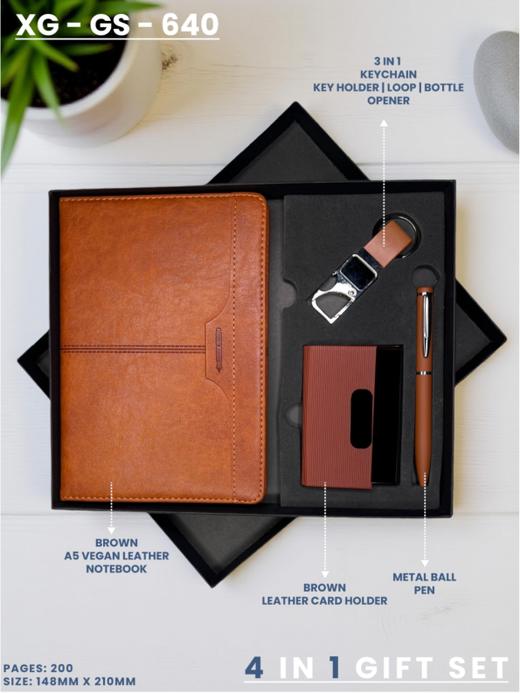 XG - GS - 640
3 IN 1
KEYCHAIN
KEY HOLDER | LOOP | BOTTLE
OPENER
BROWN
A5 VEGAN LEATHER
NOTEBOOK
BROWN
LEATHER CARD HOLDER
METAL BALL
PEN
PAGES: 200
SIZE: 148MM X 210MM
4 IN 1 GIFT SET